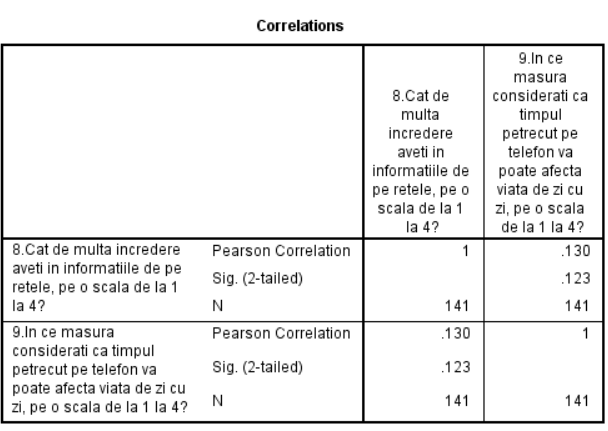 Correlations
8.Cat de
multa
incredere
aveti in
informatiile de
pe retele, pe o
scala de la 1
la 4?
9.In ce
masura
considerati ca
timpul
petrecut pe
telefon va
poate afecta
viata de zi cu
zi, pe o scala
de la 1 la 4?
8.Cat de multa incredere
aveti in informatiile de pe
retele, pe o scala de la 1
la 4?
Pearson Correlation 1 .130
Sig. (2-tailed) .123
N 141 141
9.In ce masura
considerati ca timpul
petrecut pe telefon va
poate afecta viata de zi cu
zi, pe o scala de la 1 la 4?
Pearson Correlation .130 1
Sig. (2-tailed) .123
N 141 141